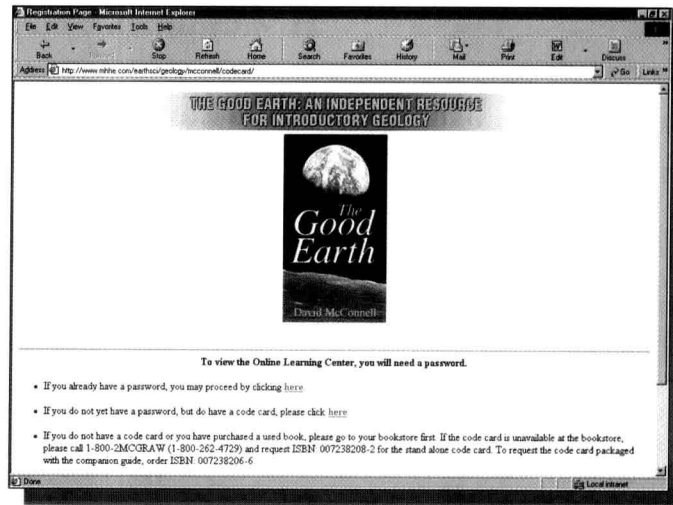 Registration Page - Microsoft Internet Explorer
File Edit View Favorites Tools Help
Back Forward Stop Refresh Home Search Favorites History Mail Print Edit Discuss
Address http://www.mhhe.com/earthsci/geology/mcconnell/codecard/ Go Links »
THE GOOD EARTH: AN INDEPENDENT RESOURCE
FOR INTRODUCTORY GEOLOGY
The
Good
Earth
David McConnell
To view the Online Learning Center, you will need a password.
• If you already have a password, you may proceed by clicking here.
• If you do not yet have a password, but do have a code card, please click here
• If you do not have a code card or you have purchased a used book, please go to your bookstore first. If the code card is unavailable at the bookstore,
please call 1-800-2MCGRAW (1-800-262-4729) and request ISBN: 007238208-2 for the stand alone code card. To request the code card packaged
with the companion guide, order ISBN: 007238206-6
Done Local intranet